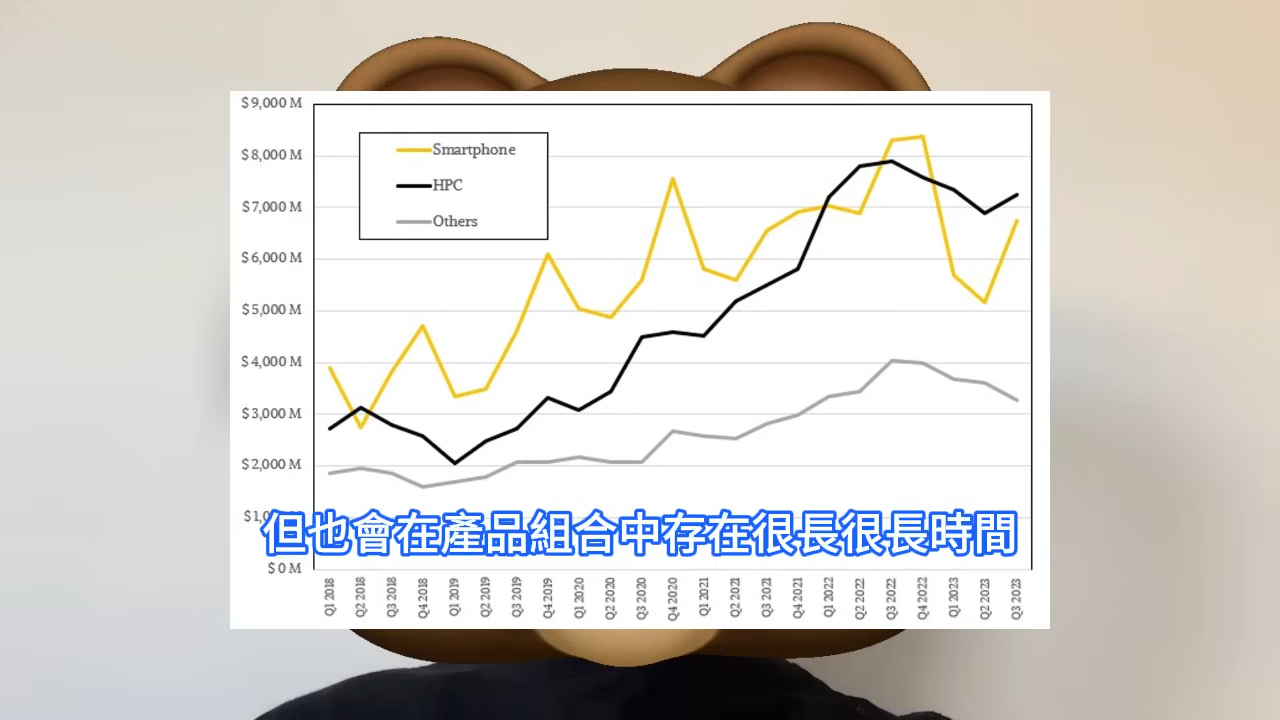 $9,000 M
$8,000 M
$7,000 M
$6,000 M
$5,000 M
$4,000 M
$3,000 M
$2,000 M
$1,0
$0 M
Smartphone
HPC
Others
但也會在產品組合中存在很長很長時間
Q1 2018
Q2 2018
Q3 2018
Q4 2018
Q1 2019
Q2 2019
Q3 2019
Q4 2019
Q1 2020
Q2 2020
Q3 2020
Q4 2020
Q1 2021
Q2 2021
Q3 2021
Q4 2021
Q1 2022
Q2 2022
Q3 2022
Q4 2022
Q1 2023
Q2 2023
Q3 2023